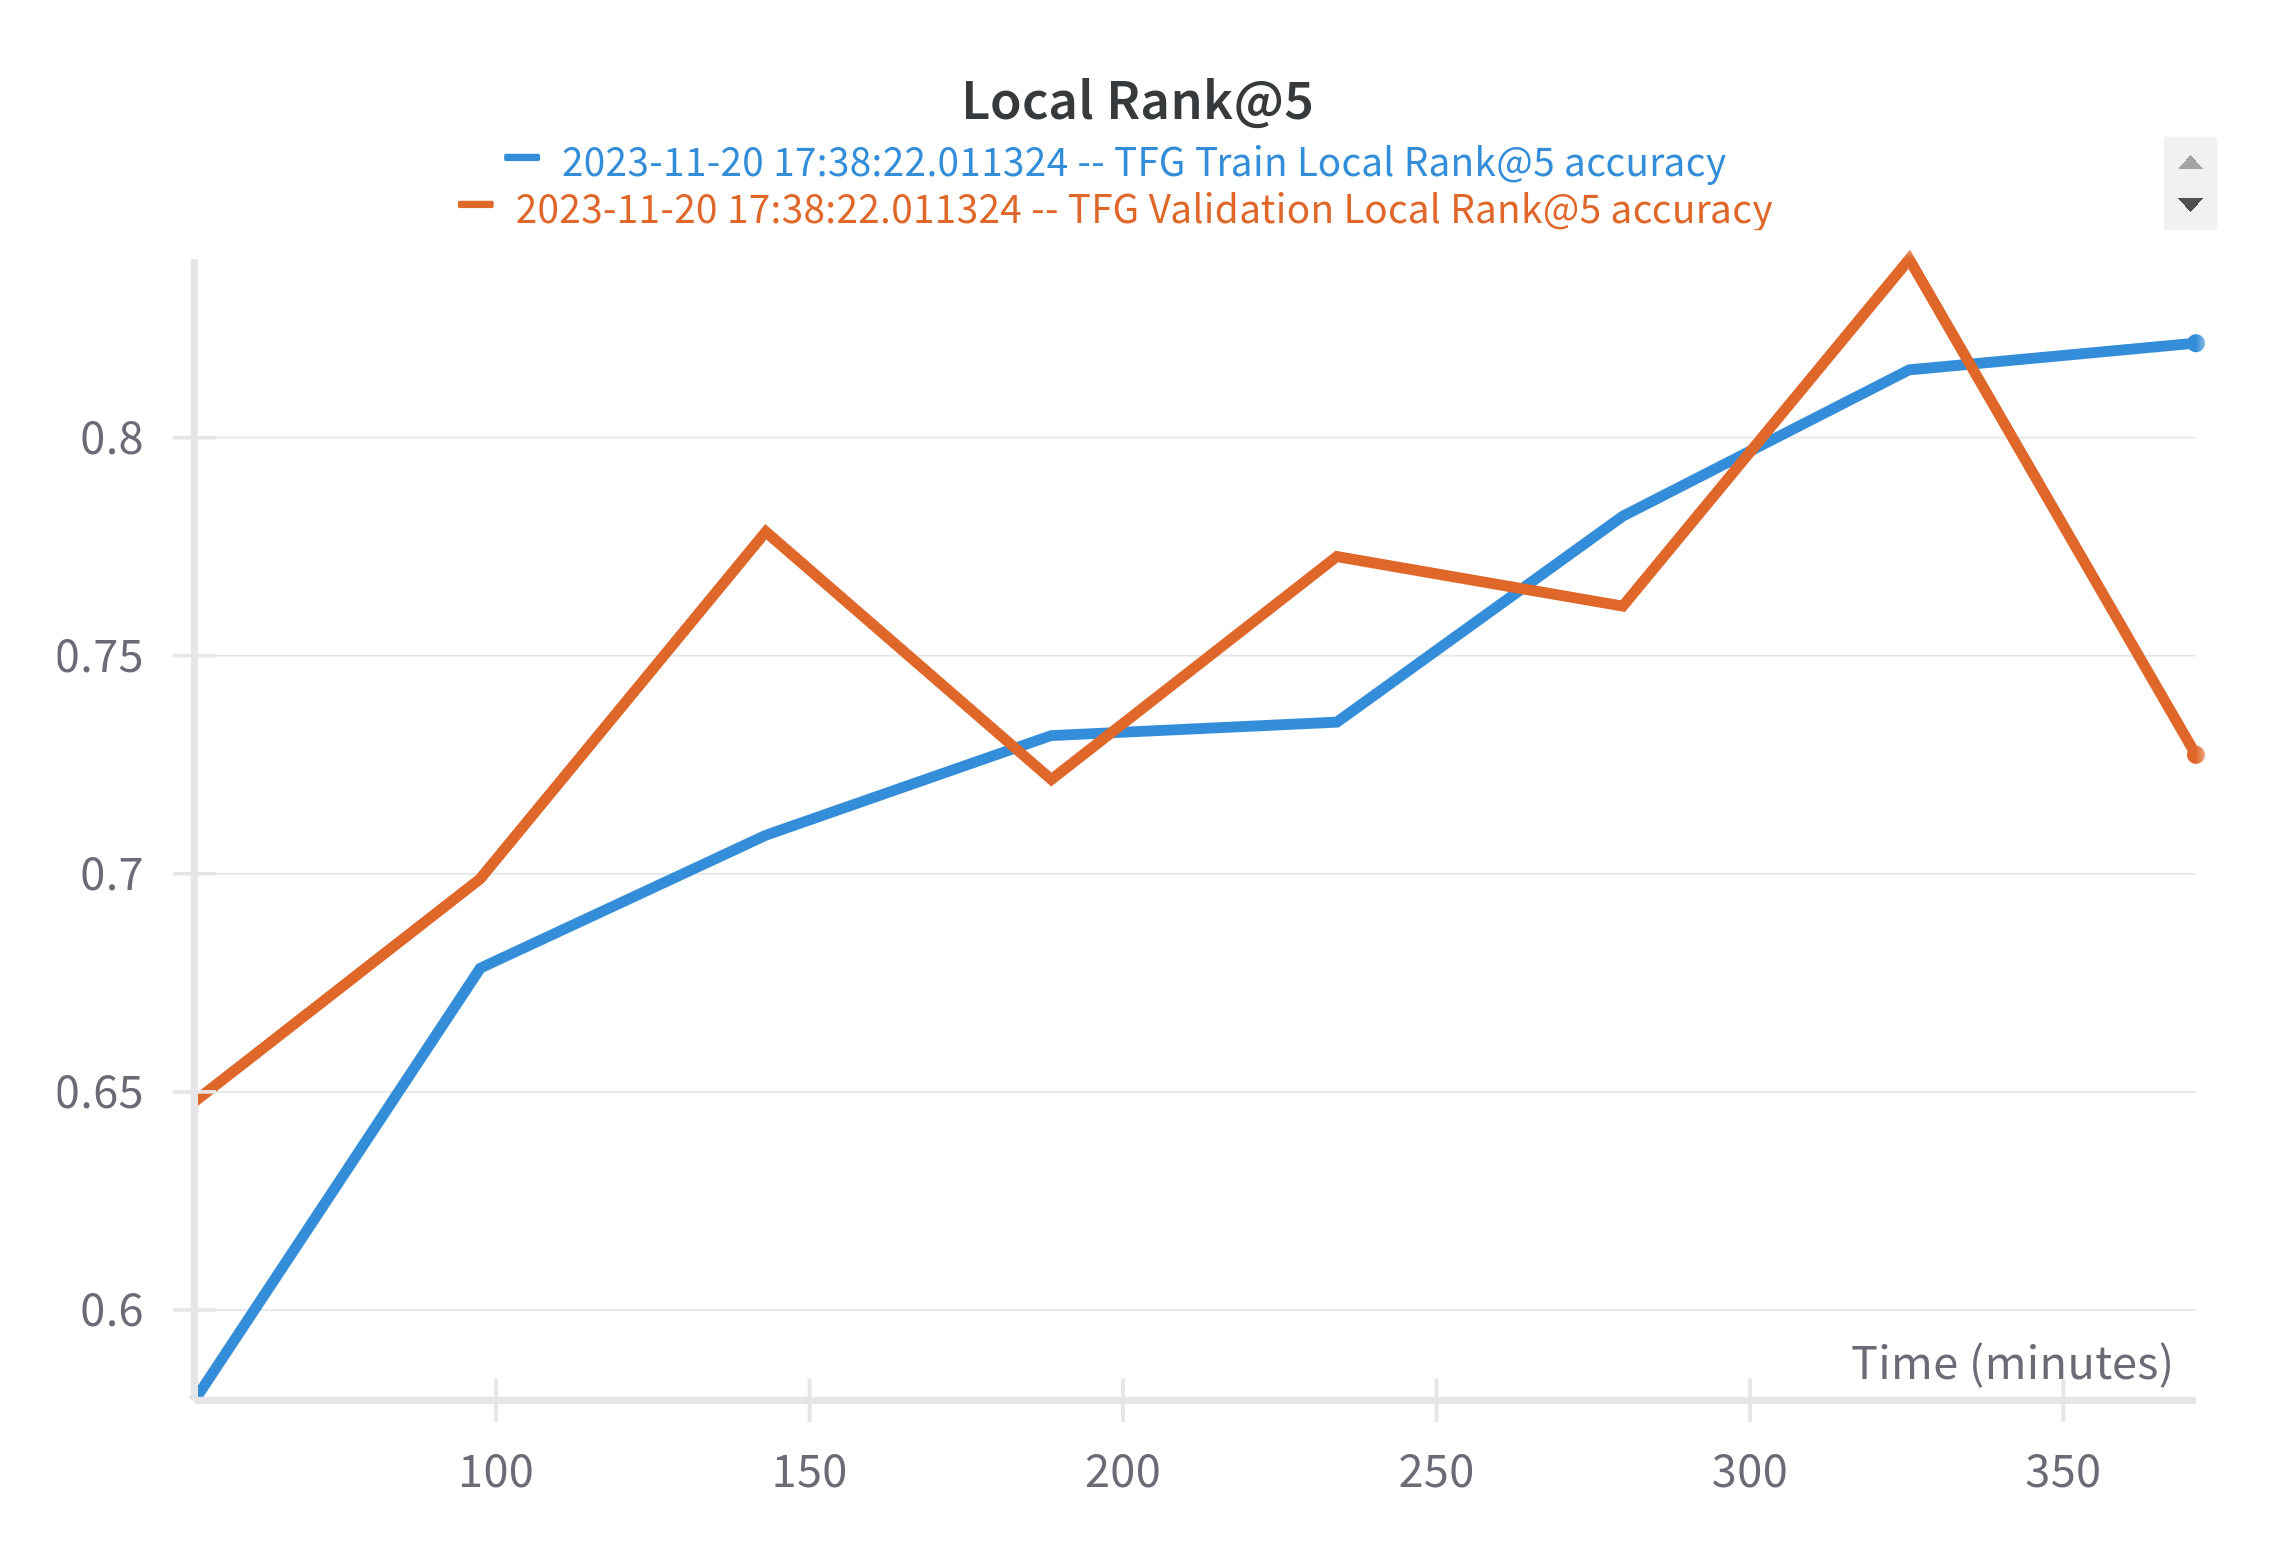 Local Rank@5
2023-11-20 17:38:22.011324 -- TFG Train Local Rank@5 accuracy
2023-11-20 17:38:22.011324 -- TFG Validation Local Rank@5 accuracy
0.8
0.75
0.7
0.65
0.6
Time (minutes)
100 150 200 250 300 350